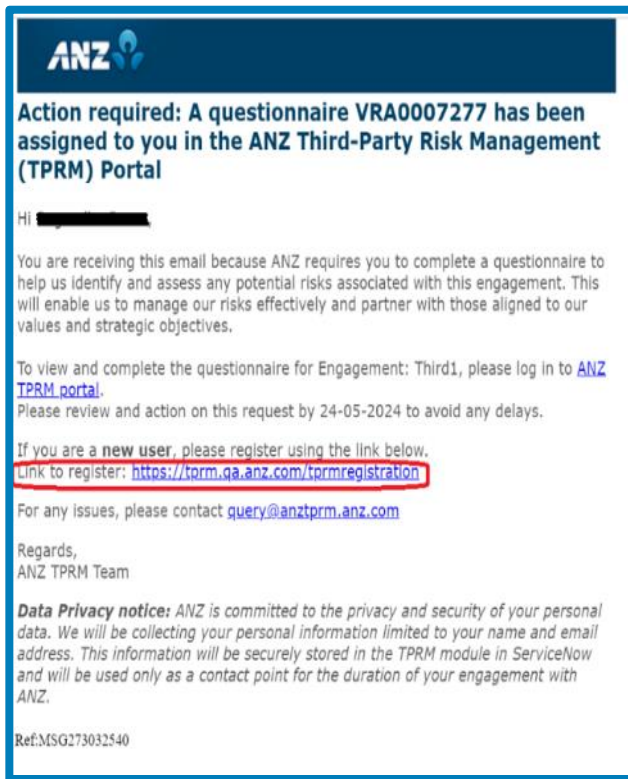 ANZ
Action required: A questionnaire VRA0007277 has been
assigned to you in the ANZ Third-Party Risk Management
(TPRM) Portal
Hi
You are receiving this email because ANZ requires you to complete a questionnaire to
help us identify and assess any potential risks associated with this engagement. This
will enable us to manage our risks effectively and partner with those aligned to our
values and strategic objectives.
To view and complete the questionnaire for Engagement: Third1, please log in to ANZ
TPRM portal.
Please review and action on this request by 24-05-2024 to avoid any delays.
If you are a new user, please register using the link below.
Link to register: https://tprm.qa.anz.com/tprmregistration
For any issues, please contact query@anztprm.anz.com
Regards,
ANZ TPRM Team
Data Privacy notice: ANZ is committed to the privacy and security of your personal
data. We will be collecting your personal information limited to your name and email
address. This information will be securely stored in the TPRM module in ServiceNow
and will be used only as a contact point for the duration of your engagement with
ANZ.
Ref:MSG273032540